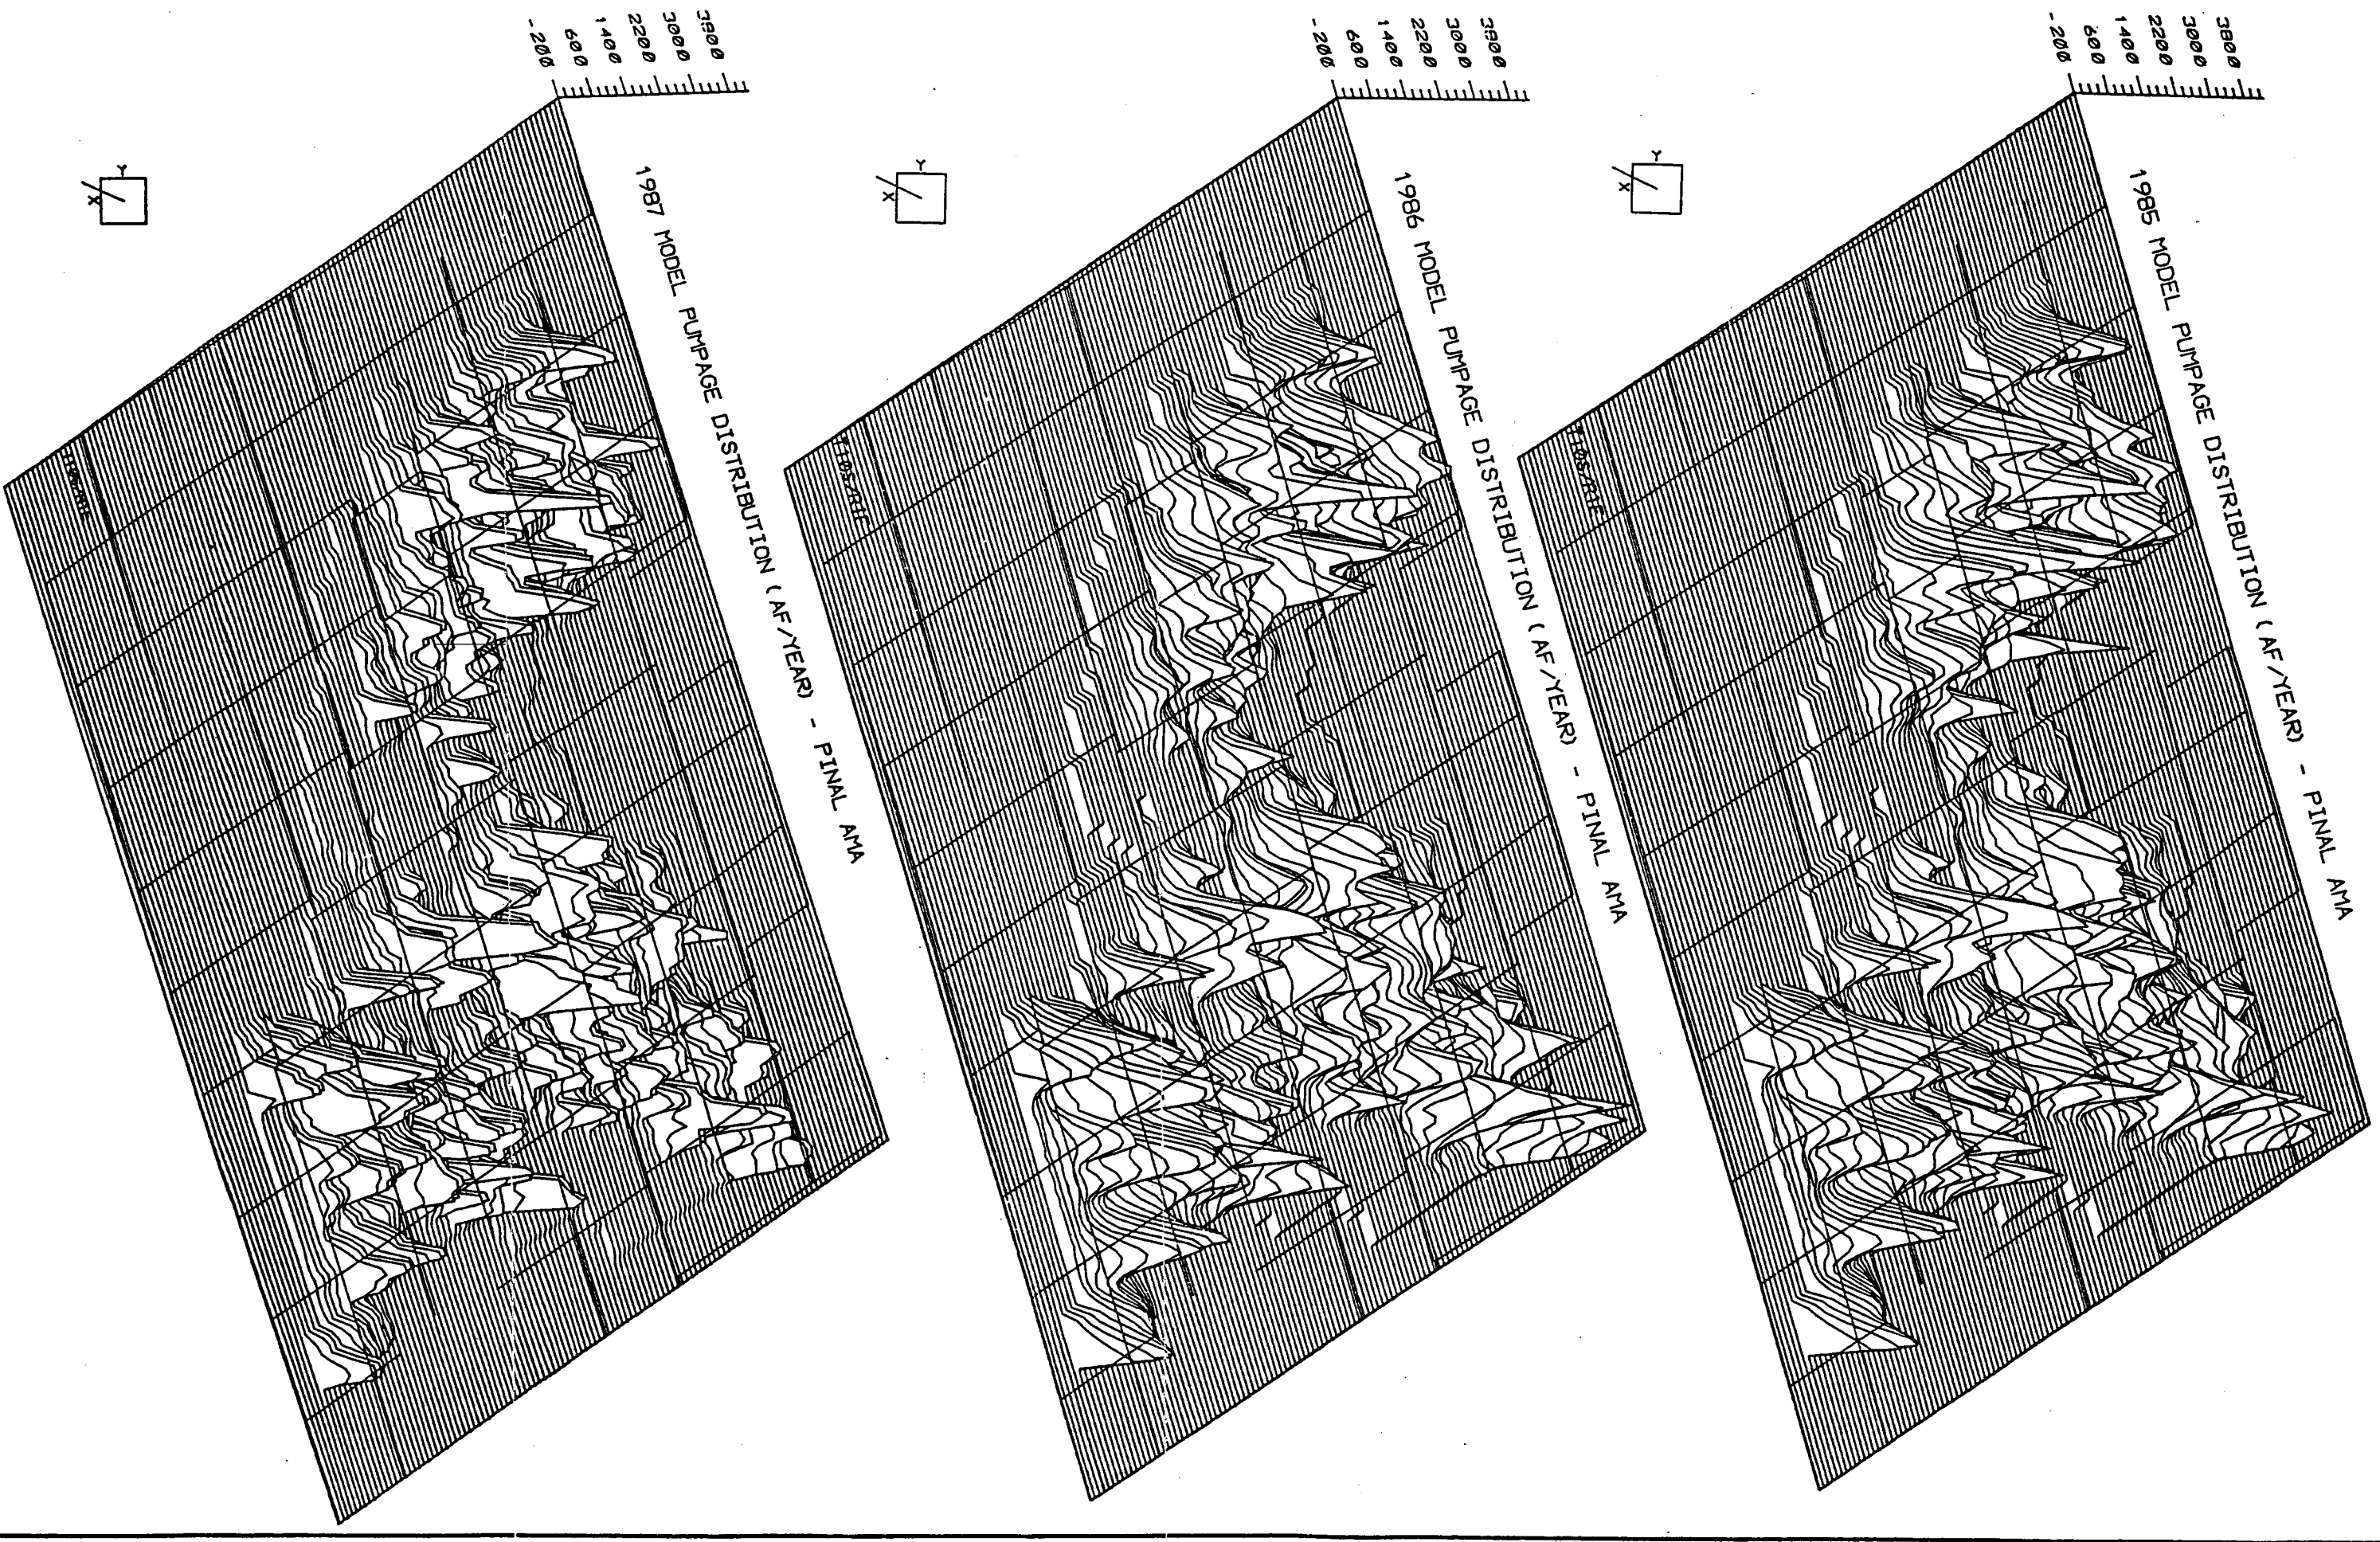 1985 MODEL PUMPAGE DISTRIBUTION (AF/YEAR) - PINAL AMA
3800
3000
2200
1400
600
-200
Y
X
T10S/R1E
1986 MODEL PUMPAGE DISTRIBUTION (AF/YEAR) - PINAL AMA
3800
3000
2200
1400
600
-200
Y
X
1987 MODEL PUMPAGE DISTRIBUTION (AF/YEAR) - PINAL AMA
3800
3000
2200
1400
600
-200
Y
X